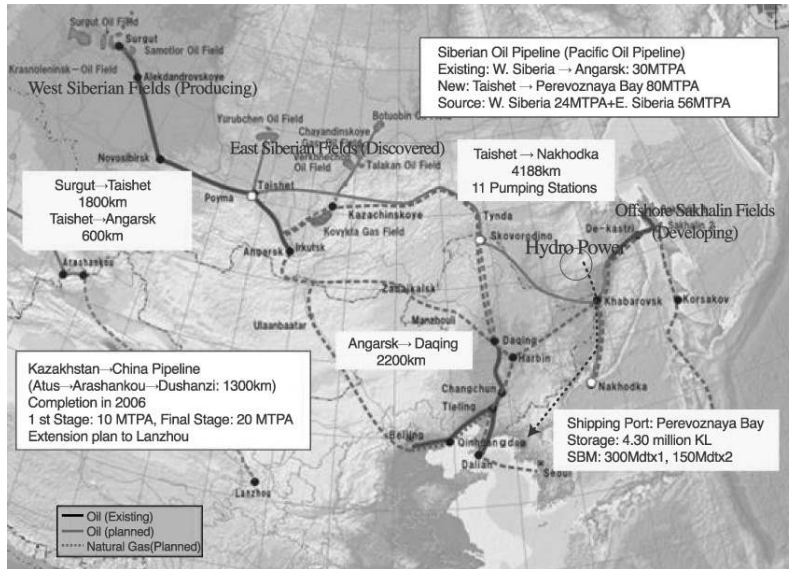 Surgut Oil Field
Surgut
Samotlor Oil Field
Krasnoleninsk–Oil Field
Alekdandrovskoye
West Siberian Fields (Producing)
Siberian Oil Pipeline (Pacific Oil Pipeline)
Existing: W. Siberia → Angarsk: 30MTPA
New: Taishet → Perevoznaya Bay 80MTPA
Source: W. Siberia 24MTPA+E. Siberia 56MTPA
Botuobin Oil Field
Yurubchen Oil Field
Chayandinskoye
East Siberian Fields (Discovered)
Verkhnechon
Oil Field
Talakan Oil Field
Novosibirsk
Taishet→Nakhodka
4188km
11 Pumping Stations
Surgut→Taishet
1800km
Taishet→Angarsk
600km
Poyma
Taishet
Kazachinskoye
Kovykta Gas Field
Tynda
Skovorodino
Offshore Sakhalin Fields
(Developing)
De-kastri
Sakhalin 2
Hydro Power
Angarsk
Irkutsk
Arashankou
Zabaijkalsk
Khabarovsk
Korsakov
Ulaanbaatar
Manzhouli
Angarsk→Daqing
2200km
Daqing
Harbin
Kazakhstan→China Pipeline
(Atus→Arashankou→Dushanzi: 1300km)
Completion in 2006
1 st Stage: 10 MTPA, Final Stage: 20 MTPA
Extension plan to Lanzhou
Changchun
Tieling
Nakhodka
Beijing
Qinhuangdao
Dalian
Seoul
Shipping Port: Perevoznaya Bay
Storage: 4.30 million KL
SBM: 300Mdtx1, 150Mdtx2
Lanzhou
Oil (Existing)
Oil (planned)
Natural Gas(Planned)